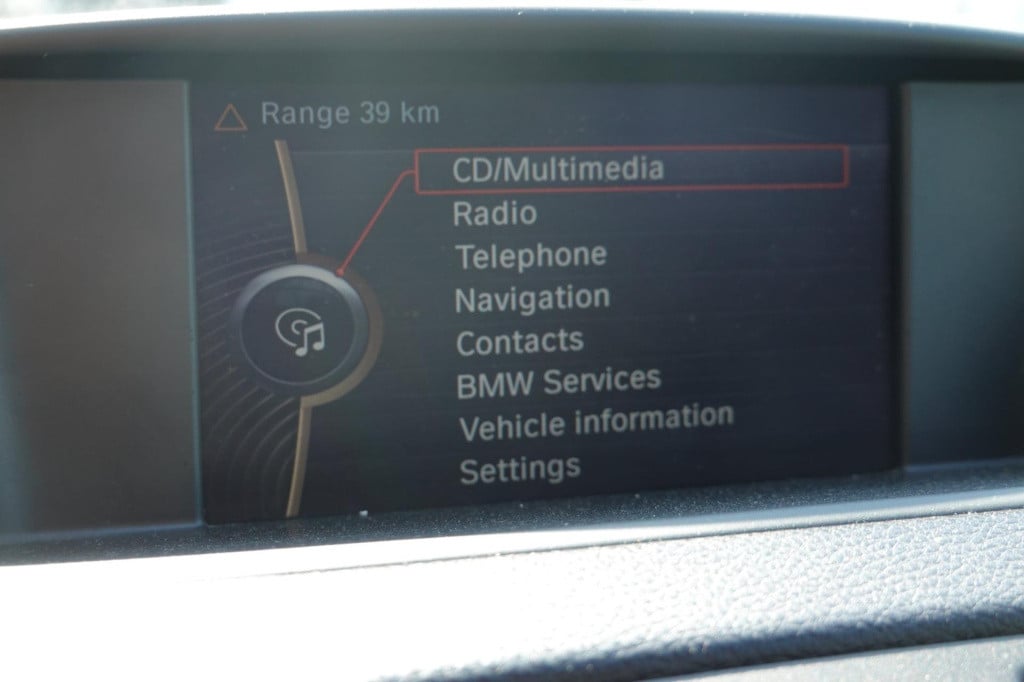 Range 39 km
CD/Multimedia
Radio
Telephone
Navigation
Contacts
BMW Services
Vehicle information
Settings